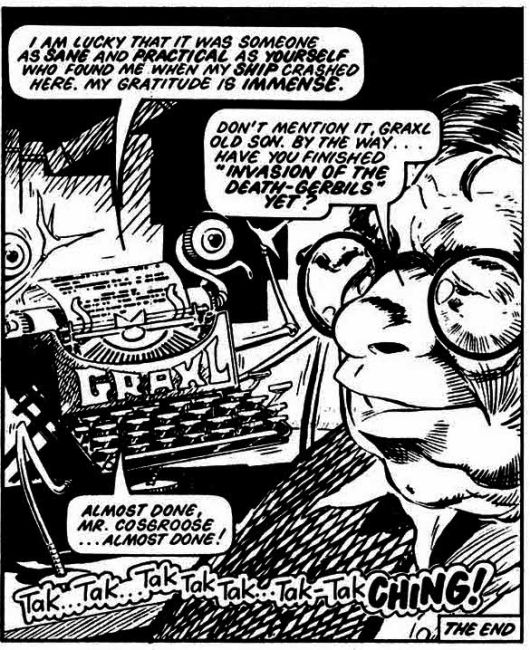 I AM LUCKY THAT IT WAS SOMEONE
AS SANE AND PRACTICAL AS YOURSELF
WHO FOUND ME WHEN MY SHIP CRASHED
HERE. MY GRATITUDE IS IMMENSE.
DON'T MENTION IT, GRAXL
OLD SON. BY THE WAY...
HAVE YOU FINISHED
"INVASION OF THE
DEATH-GERBILS"
YET?
GRAXL
ALMOST DONE,
MR. COSGROOSE
...ALMOST DONE!
Tak...Tak...Tak Tak Tak...Tak-Tak CHING!
THE END